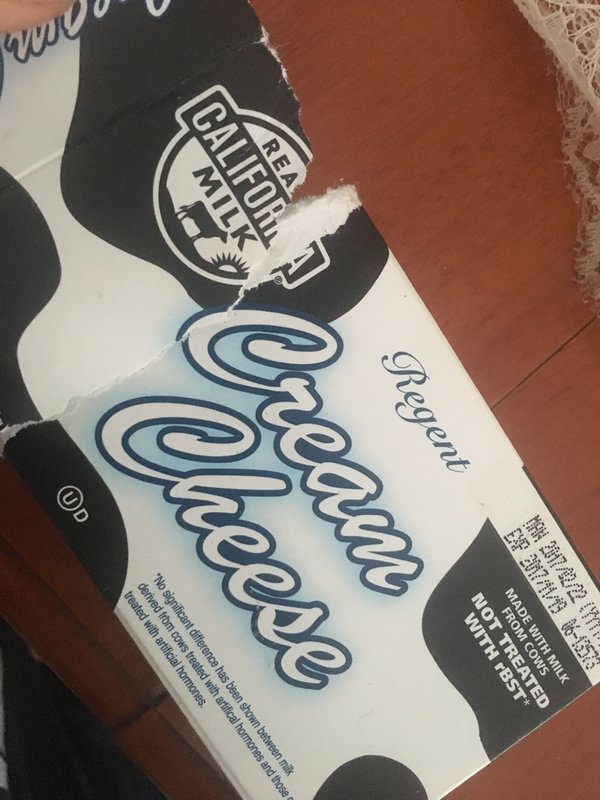 REAL
CALIFORNIA
MILK
®
Regent
Cream
Cheese
Ⓤ D
MADE WITH MILK
FROM COWS
NOT TREATED
WITH rBST*
*No significant difference has been shown between milk
derived from cows treated with artificial hormones and those
treated with artificial hormones.